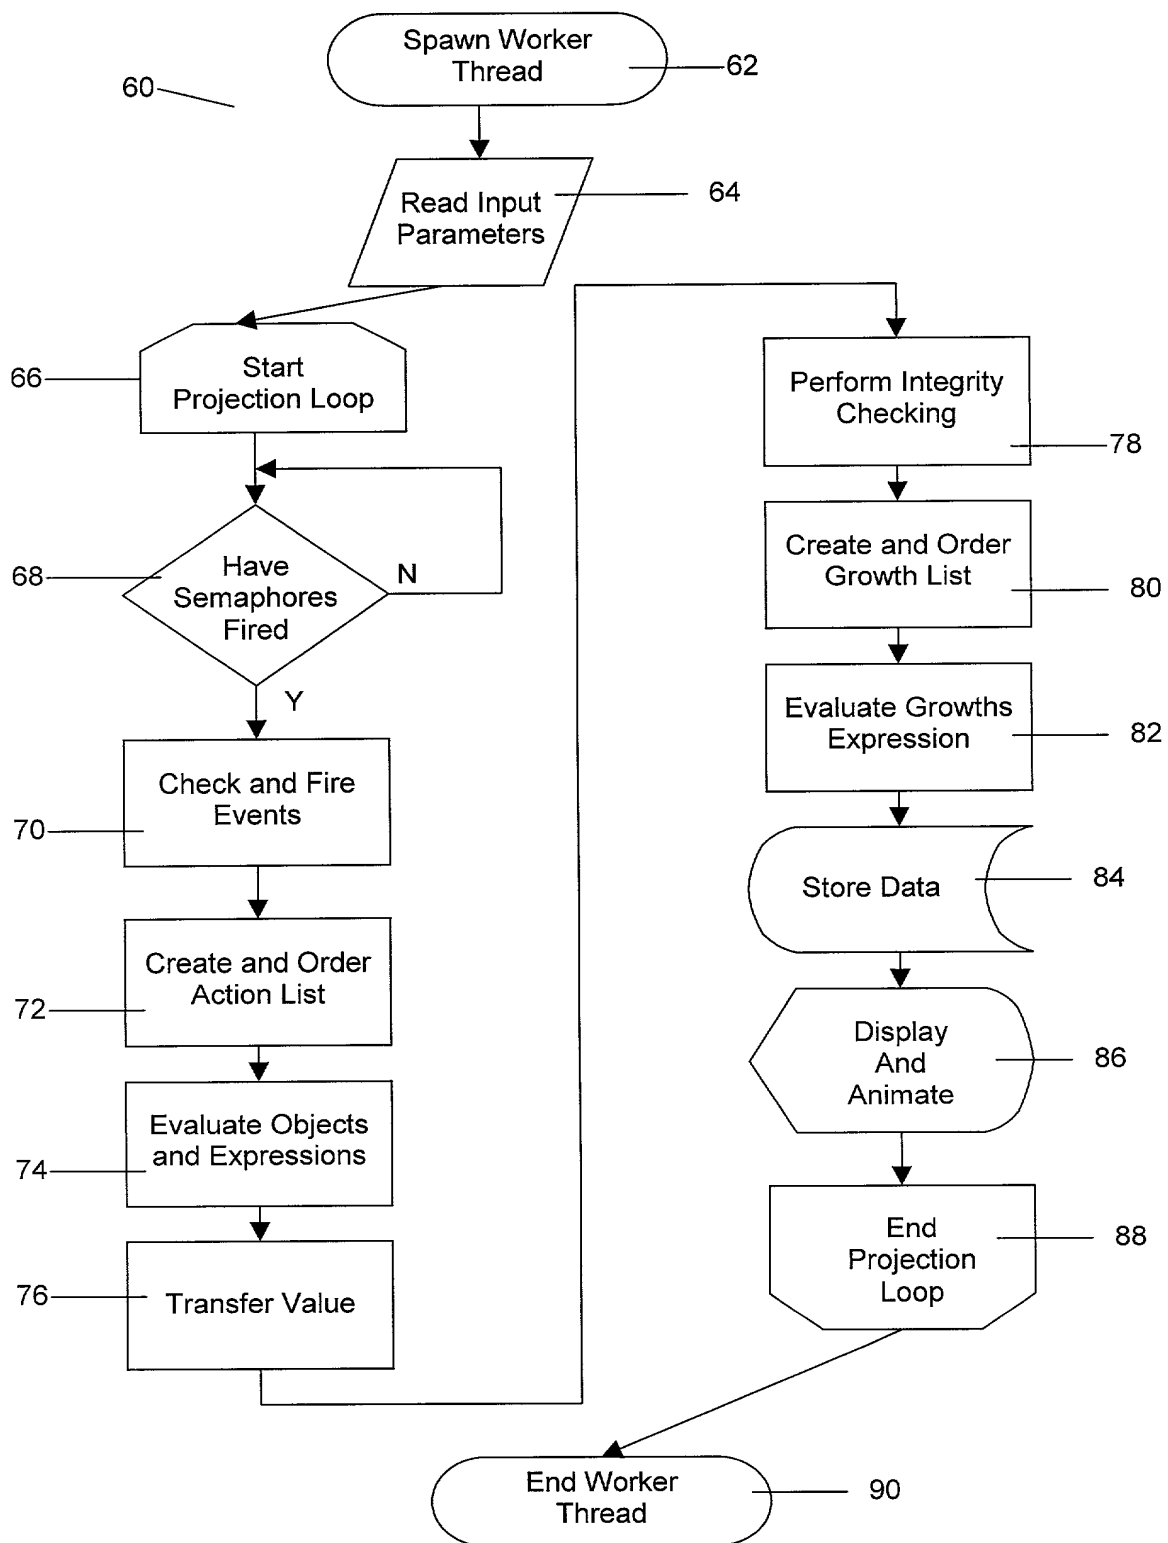 Spawn Worker
Thread
62
60
Read Input
Parameters
64
Start
Projection Loop
66
Have
Semaphores
Fired
68
N
Y
Check and Fire
Events
70
Create and Order
Action List
72
Evaluate Objects
and Expressions
74
Transfer Value
76
Perform Integrity
Checking
78
Create and Order
Growth List
80
Evaluate Growths
Expression
82
Store Data
84
Display
And
Animate
86
End
Projection
Loop
88
End Worker
Thread
90